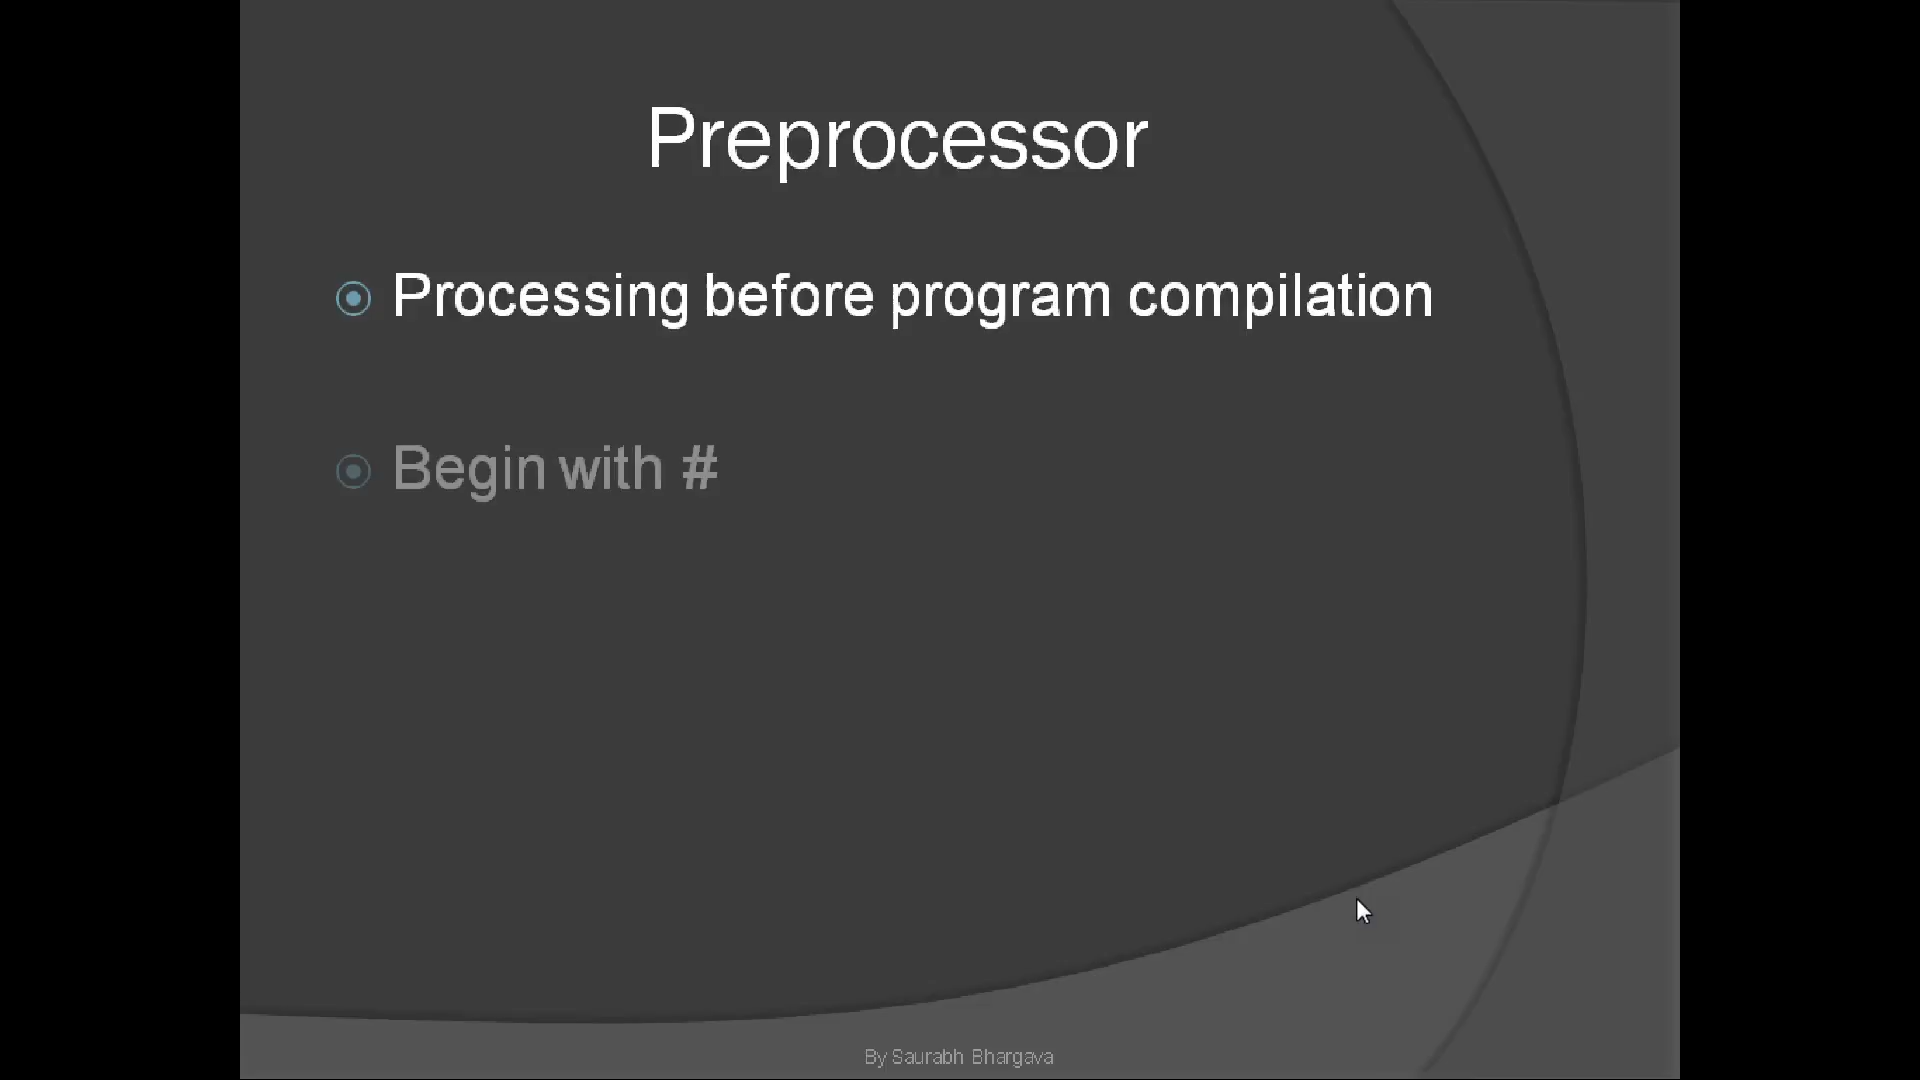 Preprocessor
Processing before program compilation
Begin with #
By Saurabh Bhargava